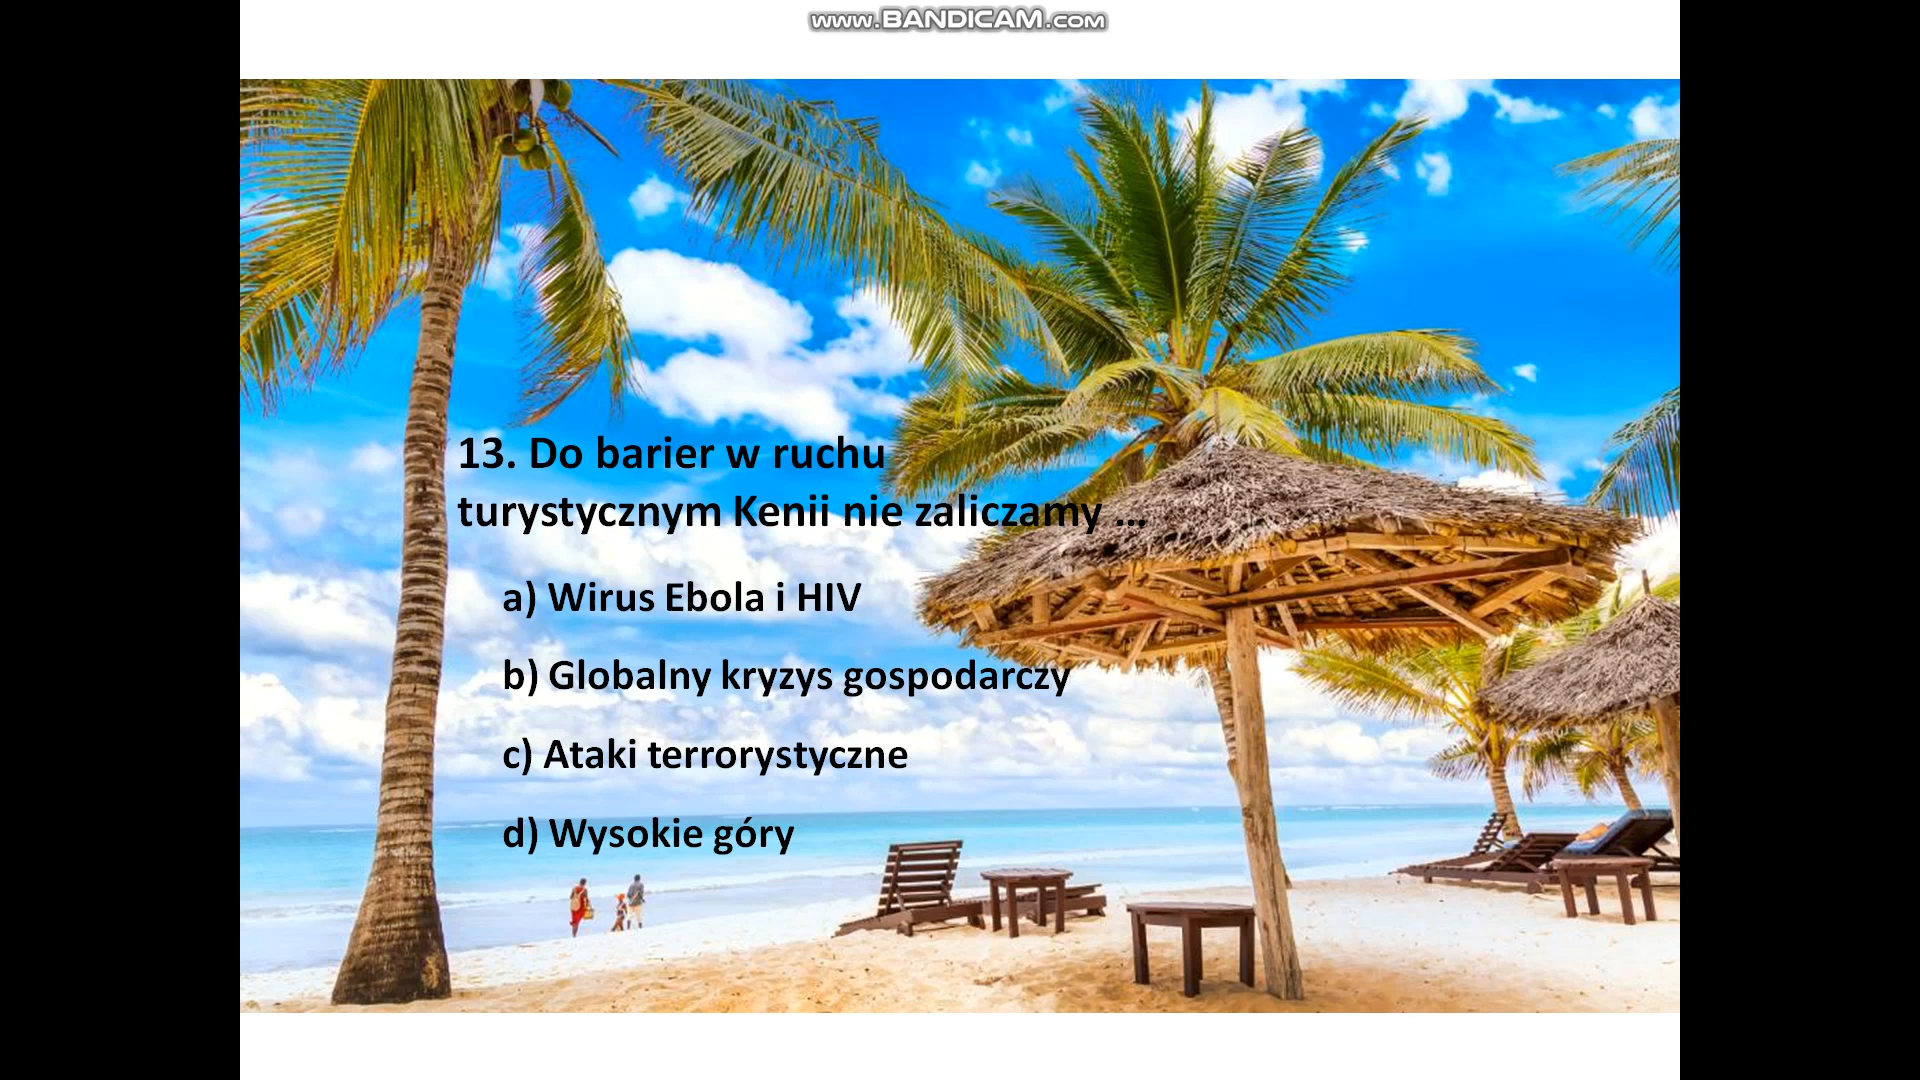 www.BANDICAM.com
13. Do barier w ruchu
turystycznym Kenii nie zaliczamy ...
a) Wirus Ebola i HIV
b) Globalny kryzys gospodarczy
c) Ataki terrorystyczne
d) Wysokie góry